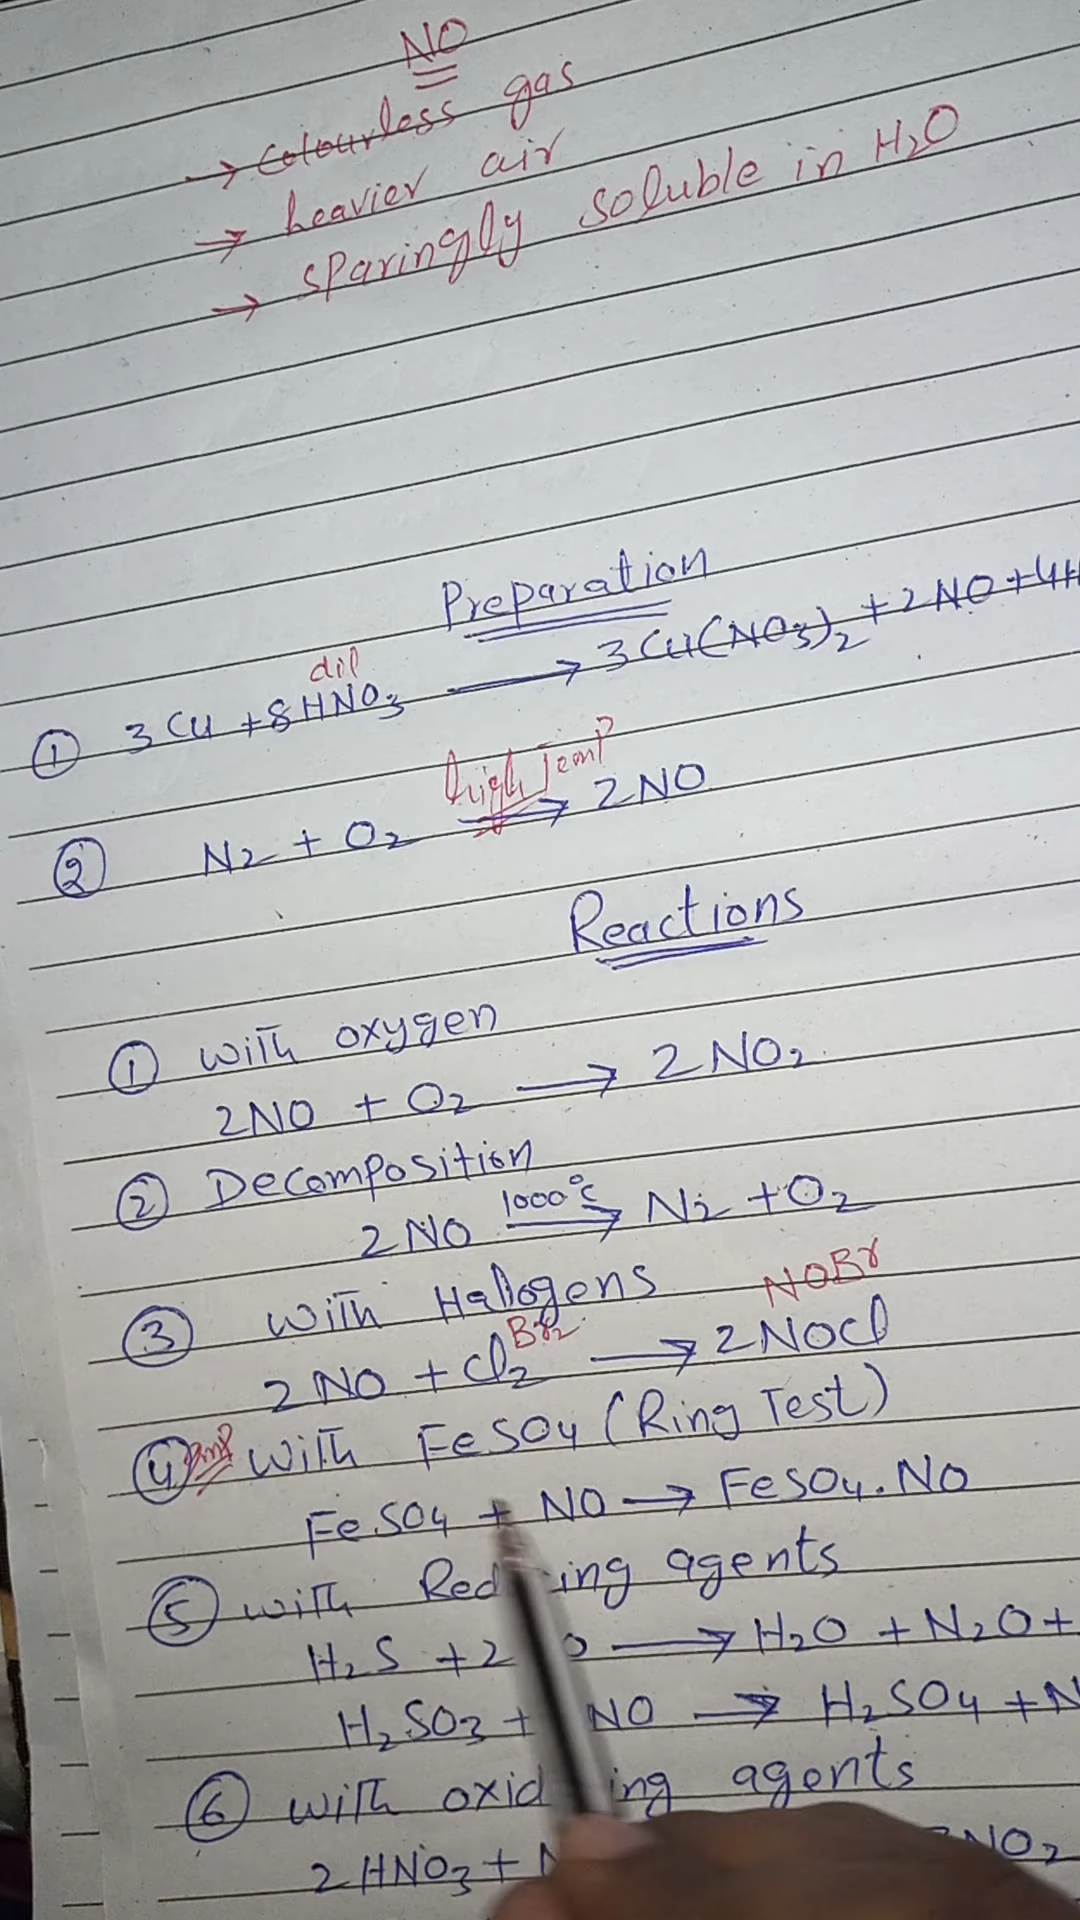 NO
→ colourless gas
→ heavier air
→ sparingly soluble in H₂O
Preparation
dil
① 3Cu + 8HNO₃ → 3Cu(NO₃)₂ + 2NO + 4H
high Temp
② N₂ + O₂ → 2NO
Reactions
① with oxygen
2NO + O₂ → 2NO₂
② Decomposition
1000°C
2NO → N₂ + O₂
③ with Halogens NOBr
Br₂
2NO + Cl₂ → 2NOCl
④ with FeSO₄ (Ring Test)
FeSO₄ + NO → FeSO₄.NO
⑤ with ing agents
H₂S + 2 → H₂O + N₂O +
H₂SO₃ + NO → H₂SO₄ + N
⑥ with oxid ing agents
2HNO₃ + N NO₂